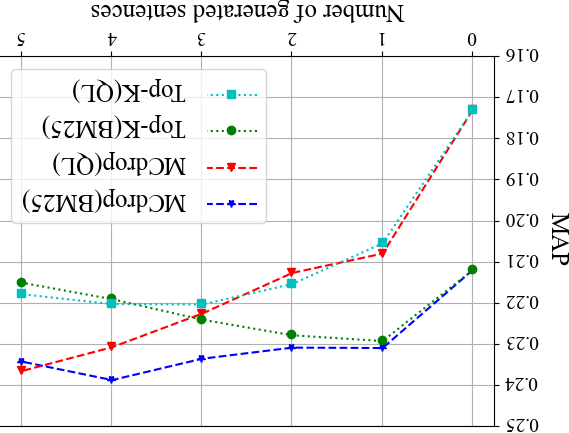 0.25
0.24
0.23
0.22
0.21
0.20
0.19
0.18
0.17
0.16
MAP
MCdrop(BM25)
MCdrop(QL)
Top-K(BM25)
Top-K(QL)
0 1 2 3 4 5
Number of generated sentences